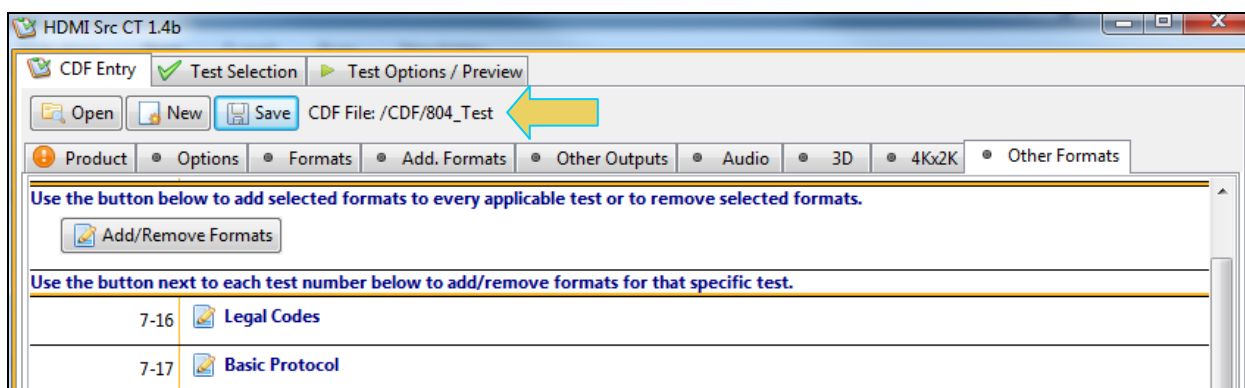 HDMI Src CT 1.4b
CDF Entry Test Selection Test Options / Preview
Open New Save CDF File: /CDF/804_Test
Product Options Formats Add. Formats Other Outputs Audio 3D 4Kx2K Other Formats
Use the button below to add selected formats to every applicable test or to remove selected formats.
Add/Remove Formats
Use the button next to each test number below to add/remove formats for that specific test.
7-16 Legal Codes
7-17 Basic Protocol